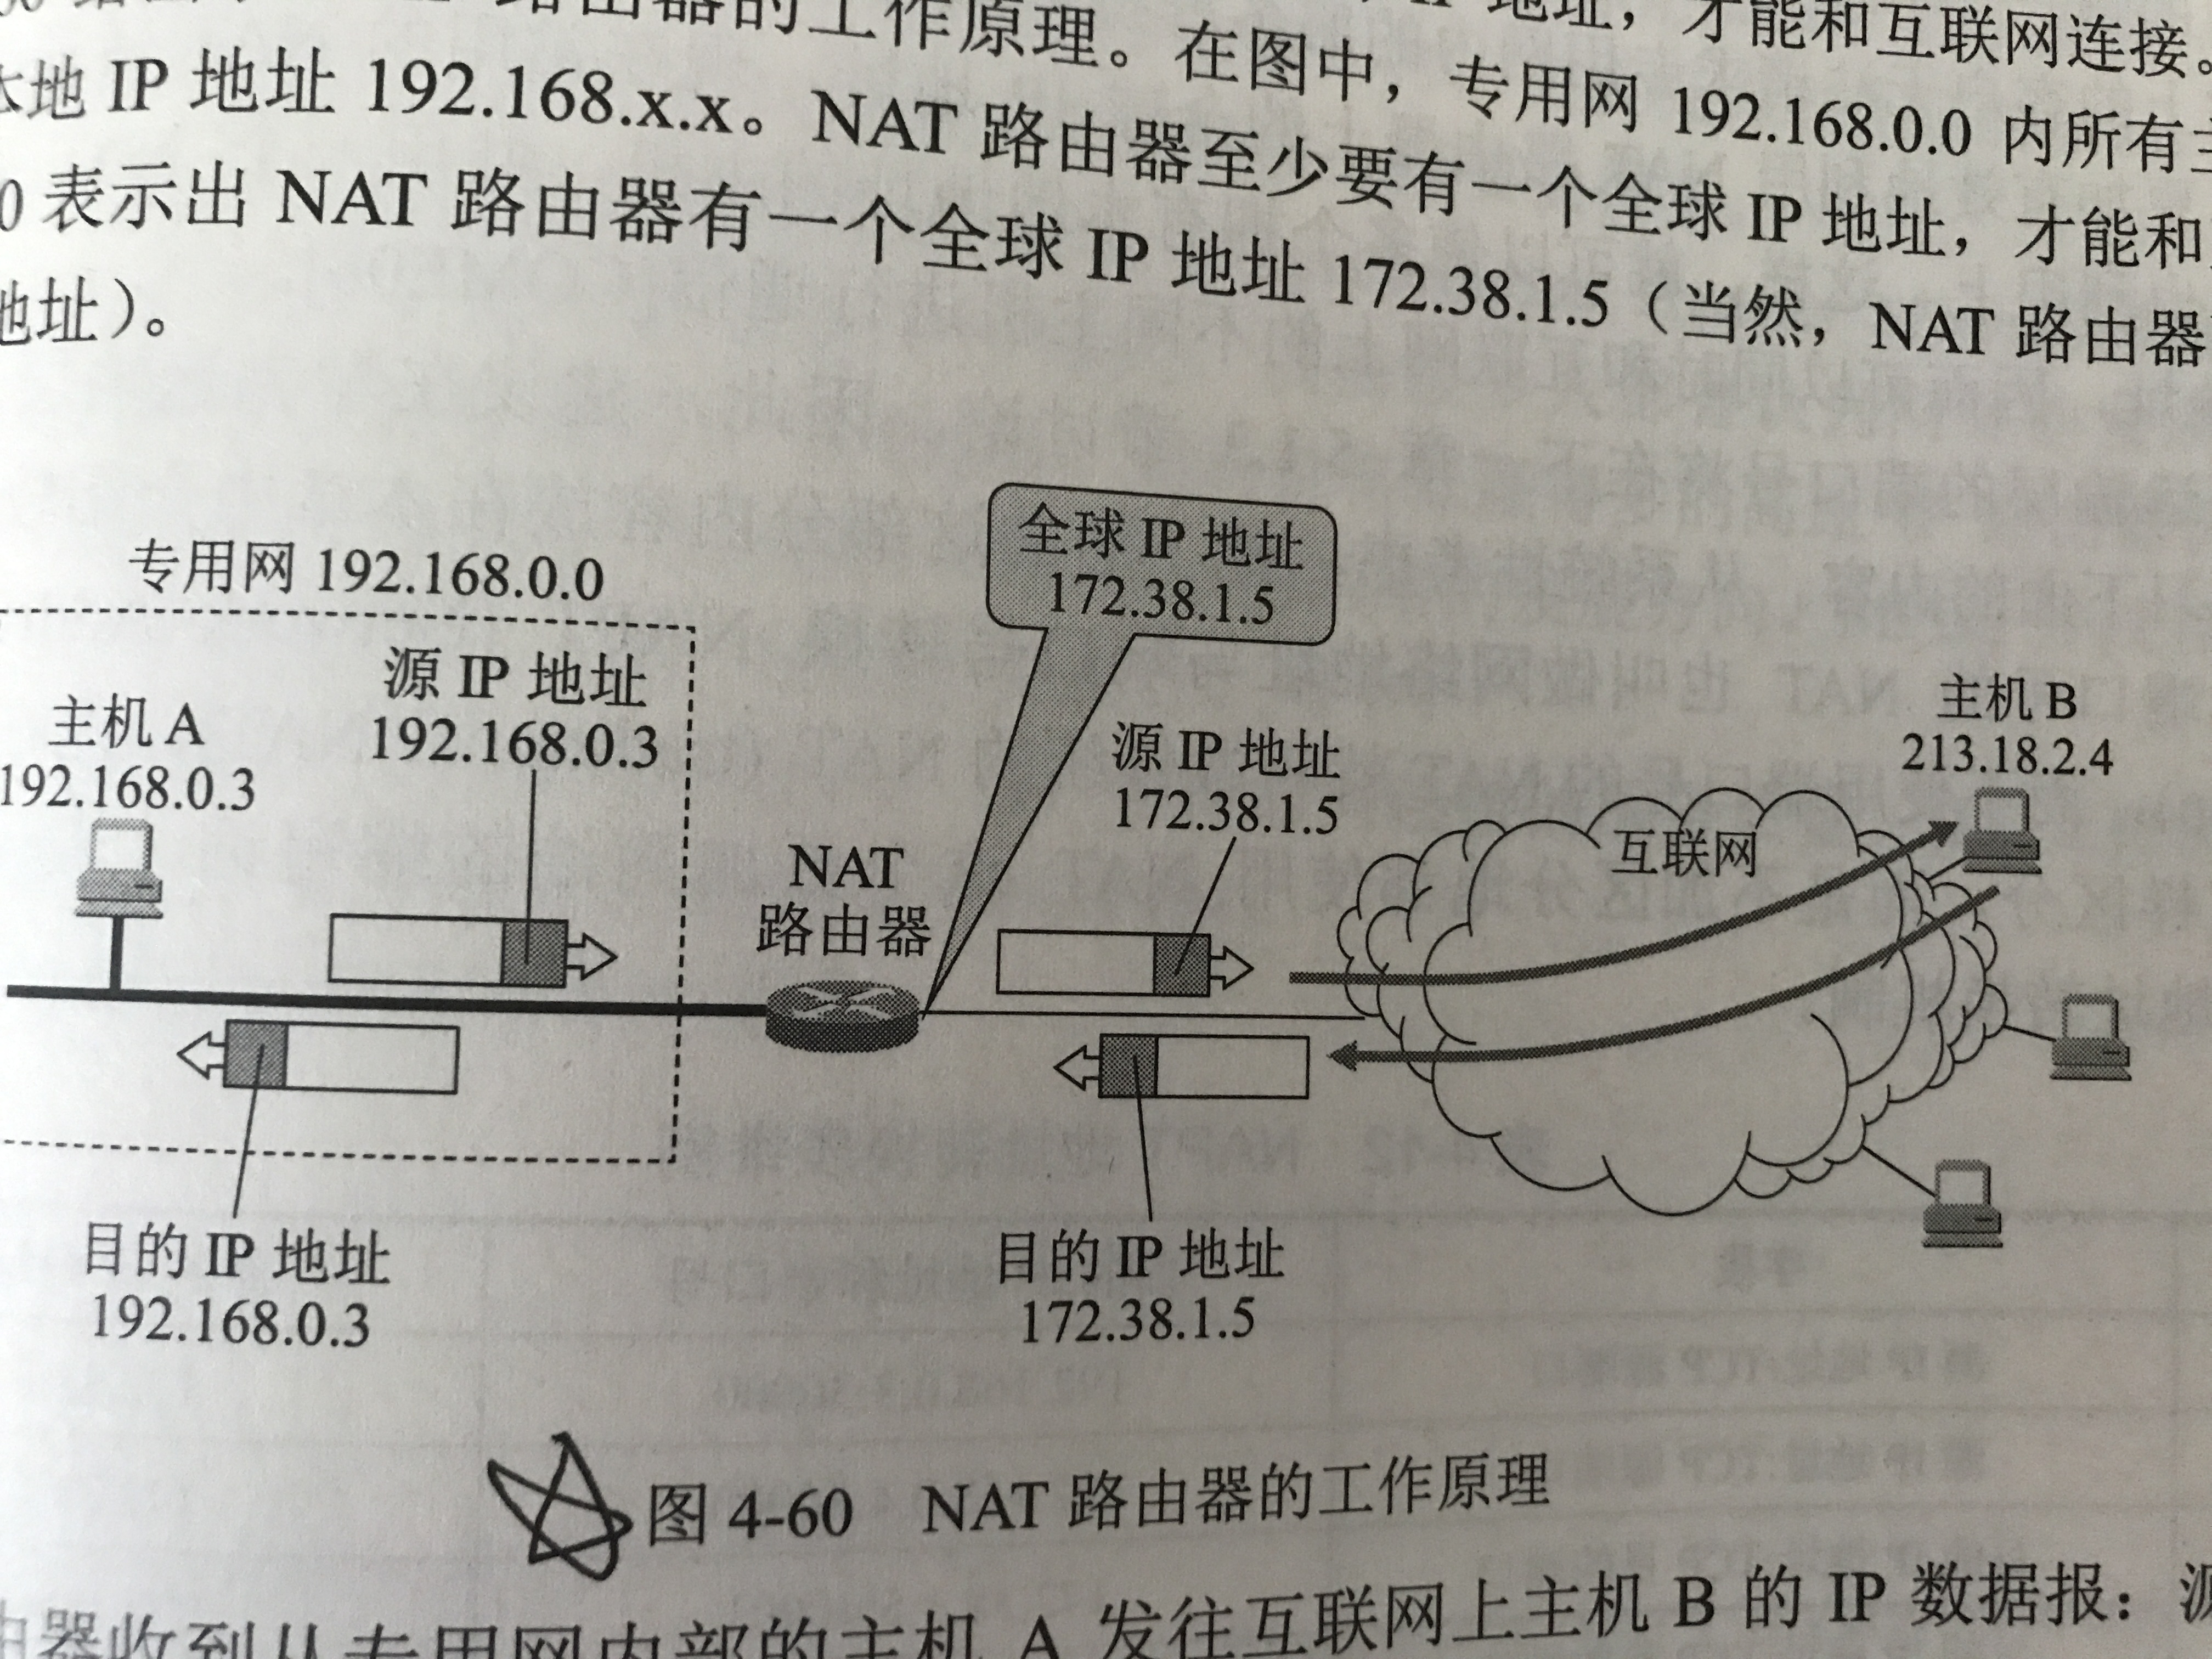 路由器的工作原理。在图中，专用网 192.168.0.0 内所有
IP 地址，才能和互联网连接。
本地 IP 地址 192.168.x.x。NAT 路由器至少要有一个全球 IP 地址，才能和
0 表示出 NAT 路由器有一个全球 IP 地址 172.38.1.5（当然，NAT 路由器
地址）。
全球 IP 地址
172.38.1.5
专用网 192.168.0.0
源 IP 地址
192.168.0.3
主机 A
192.168.0.3
源 IP 地址
172.38.1.5
主机 B
213.18.2.4
互联网
NAT
路由器
目的 IP 地址
192.168.0.3
目的 IP 地址
172.38.1.5
图 4-60 NAT 路由器的工作原理
由器收到从专用网内部的主机 A 发往互联网上主机 B 的 IP 数据报：源